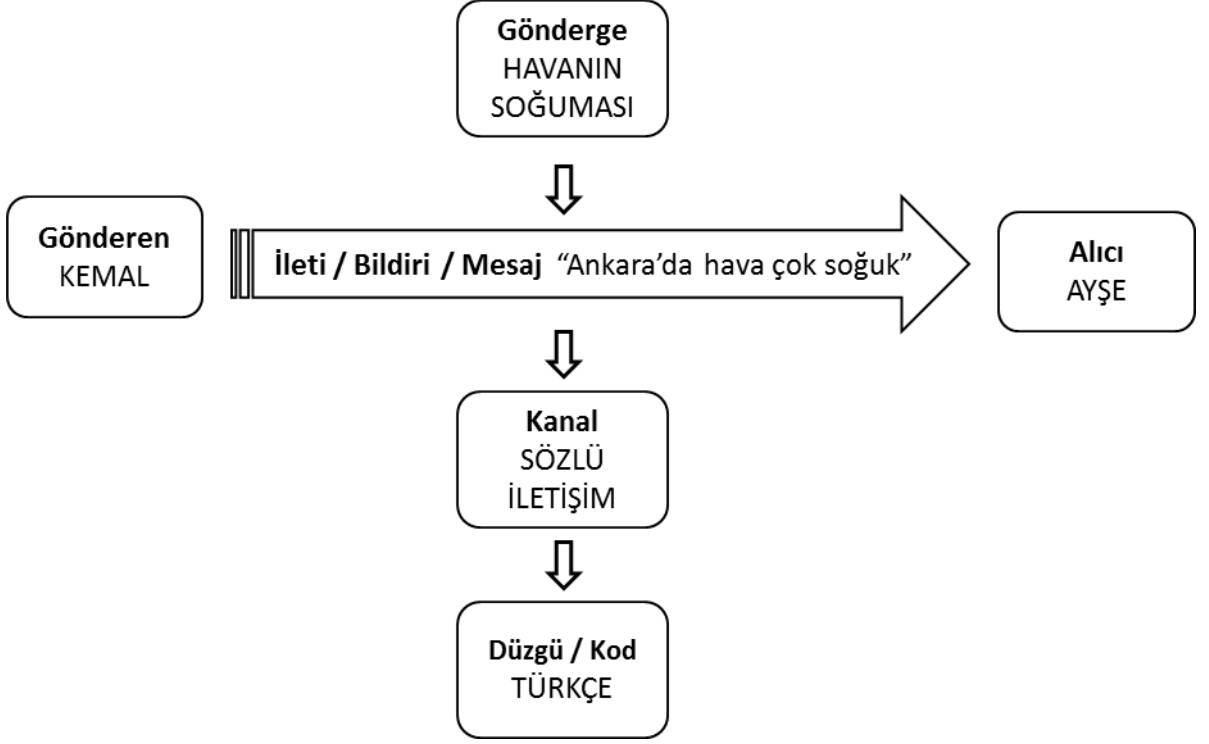 Gönderge
HAVANIN
SOĞUMASI
Gönderen
KEMAL
İleti / Bildiri / Mesaj “Ankara’da hava çok soğuk”
Alıcı
AYŞE
Kanal
SÖZLÜ
İLETİŞİM
Düzgü / Kod
TÜRKÇE